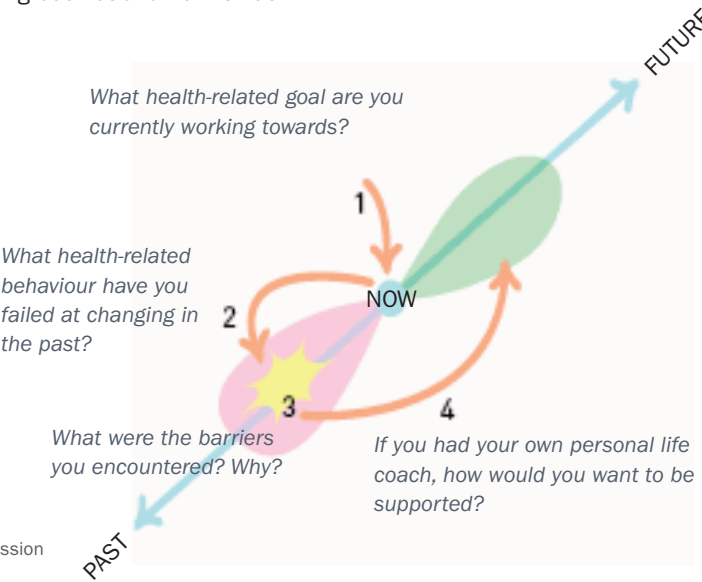 FUTURE
What health-related goal are you
currently working towards?
1
What health-related
behaviour have you
failed at changing in
the past?
2
NOW
3
4
What were the barriers
you encountered? Why?
If you had your own personal life
coach, how would you want to be
supported?
ssion
PAST